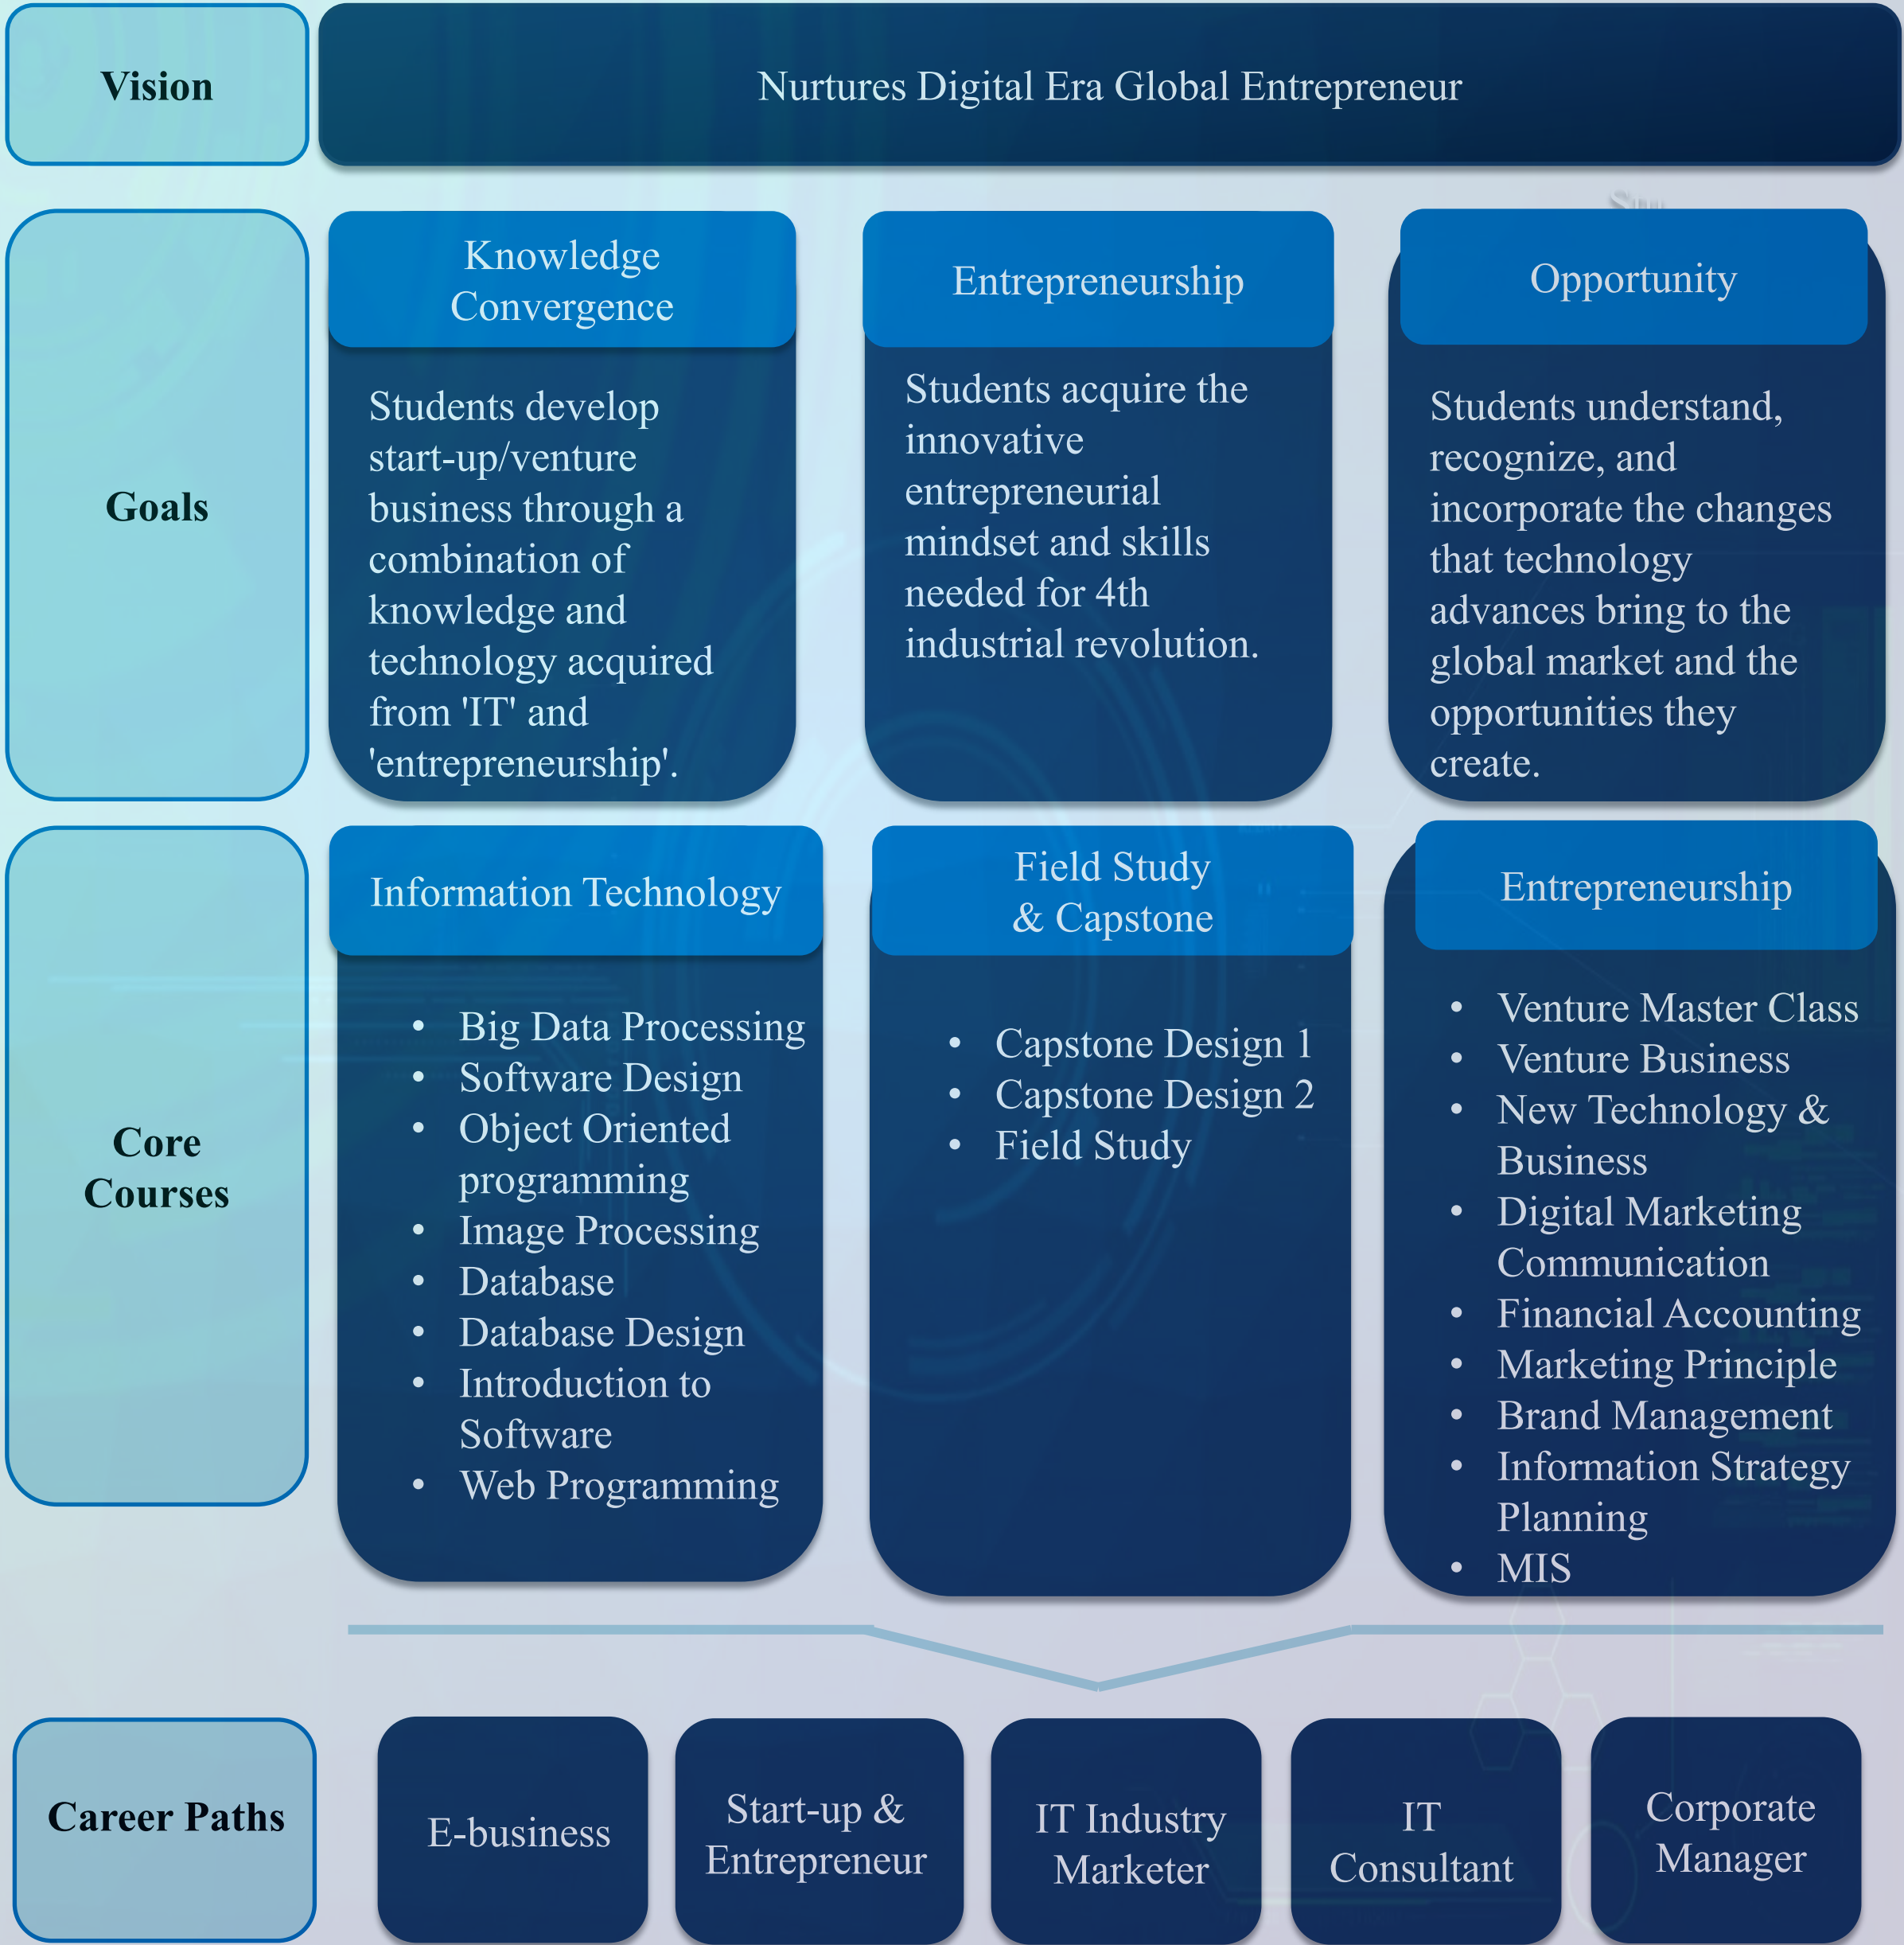 Vision
Nurtures Digital Era Global Entrepreneur
Goals
Knowledge
Convergence
Students develop
start-up/venture
business through a
combination of
knowledge and
technology acquired
from 'IT' and
'entrepreneurship'.
Entrepreneurship
Students acquire the
innovative
entrepreneurial
mindset and skills
needed for 4th
industrial revolution.
Opportunity
Students understand,
recognize, and
incorporate the changes
that technology
advances bring to the
global market and the
opportunities they
create.
Core
Courses
Information Technology
• Big Data Processing
• Software Design
• Object Oriented
programming
• Image Processing
• Database
• Database Design
• Introduction to
Software
• Web Programming
Field Study
& Capstone
• Capstone Design 1
• Capstone Design 2
• Field Study
Entrepreneurship
• Venture Master Class
• Venture Business
• New Technology &
Business
• Digital Marketing
Communication
• Financial Accounting
• Marketing Principle
• Brand Management
• Information Strategy
Planning
• MIS
Career Paths
E-business
Start-up &
Entrepreneur
IT Industry
Marketer
IT
Consultant
Corporate
Manager